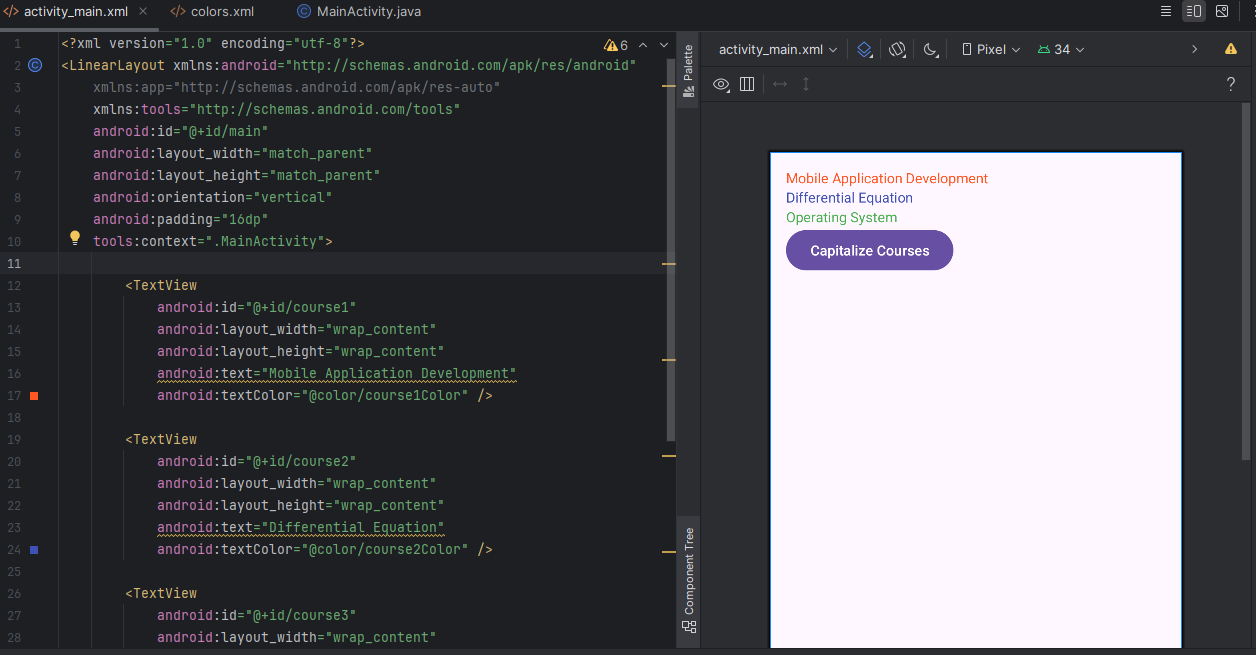 activity_main.xml
colors.xml
MainActivity.java
1 <?xml version="1.0" encoding="utf-8"?>
6
2 <LinearLayout xmlns:android="http://schemas.android.com/apk/res/android"
3 xmlns:app="http://schemas.android.com/apk/res-auto"
4 xmlns:tools="http://schemas.android.com/tools"
5 android:id="@+id/main"
6 android:layout_width="match_parent"
7 android:layout_height="match_parent"
8 android:orientation="vertical"
9 android:padding="16dp"
10 tools:context=".MainActivity">
11
12 <TextView
13 android:id="@+id/course1"
14 android:layout_width="wrap_content"
15 android:layout_height="wrap_content"
16 android:text="Mobile Application Development"
17 android:textColor="@color/course1Color" />
18
19 <TextView
20 android:id="@+id/course2"
21 android:layout_width="wrap_content"
22 android:layout_height="wrap_content"
23 android:text="Differential Equation"
24 android:textColor="@color/course2Color" />
25
26 <TextView
27 android:id="@+id/course3"
28 android:layout_width="wrap_content"
Palette
Component Tree
activity_main.xml
Pixel
34
?
Mobile Application Development
Differential Equation
Operating System
Capitalize Courses